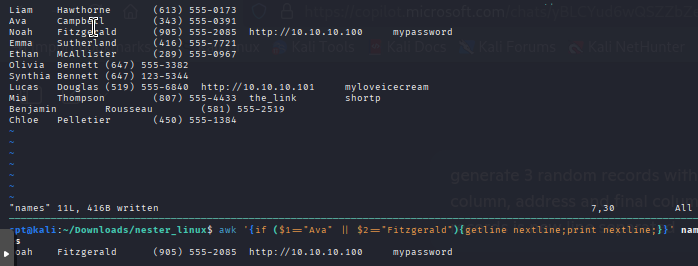 microsoft.com
Kali Tools Kali Docs Kali NetHunter
Liam Hawthorne (613) 555-0173
Ava Campbell (343) 555-0391
Noah Fitzgerald (905) 555-2085 http://10.10.10.100 mypassword
Emma Sutherland (416) 555-7721
Ethan McAllister (289) 555-0967
Olivia Bennett (647) 555-3382
Synthia Bennett (647) 123-5344
Lucas Douglas (519) 555-6840 http://10.10.10.101 myloveicecream
Mia Thompson (807) 555-4433 the_link shortp
Benjamin Rousseau (581) 555-2519
Chloe Pelletier (450) 555-1384
~
~
~
~
~
~
generate 3 random records with
column, address and final colum
"names" 11L, 416B written 7,30 All
cpt@kali:~/Downloads/nester_linux$ awk '{if ($1=="Ava" || $2=="Fitzgerald"){getline nextline;print nextline;}}' nam
s
oah Fitzgerald (905) 555-2085 http://10.10.10.100 mypassword